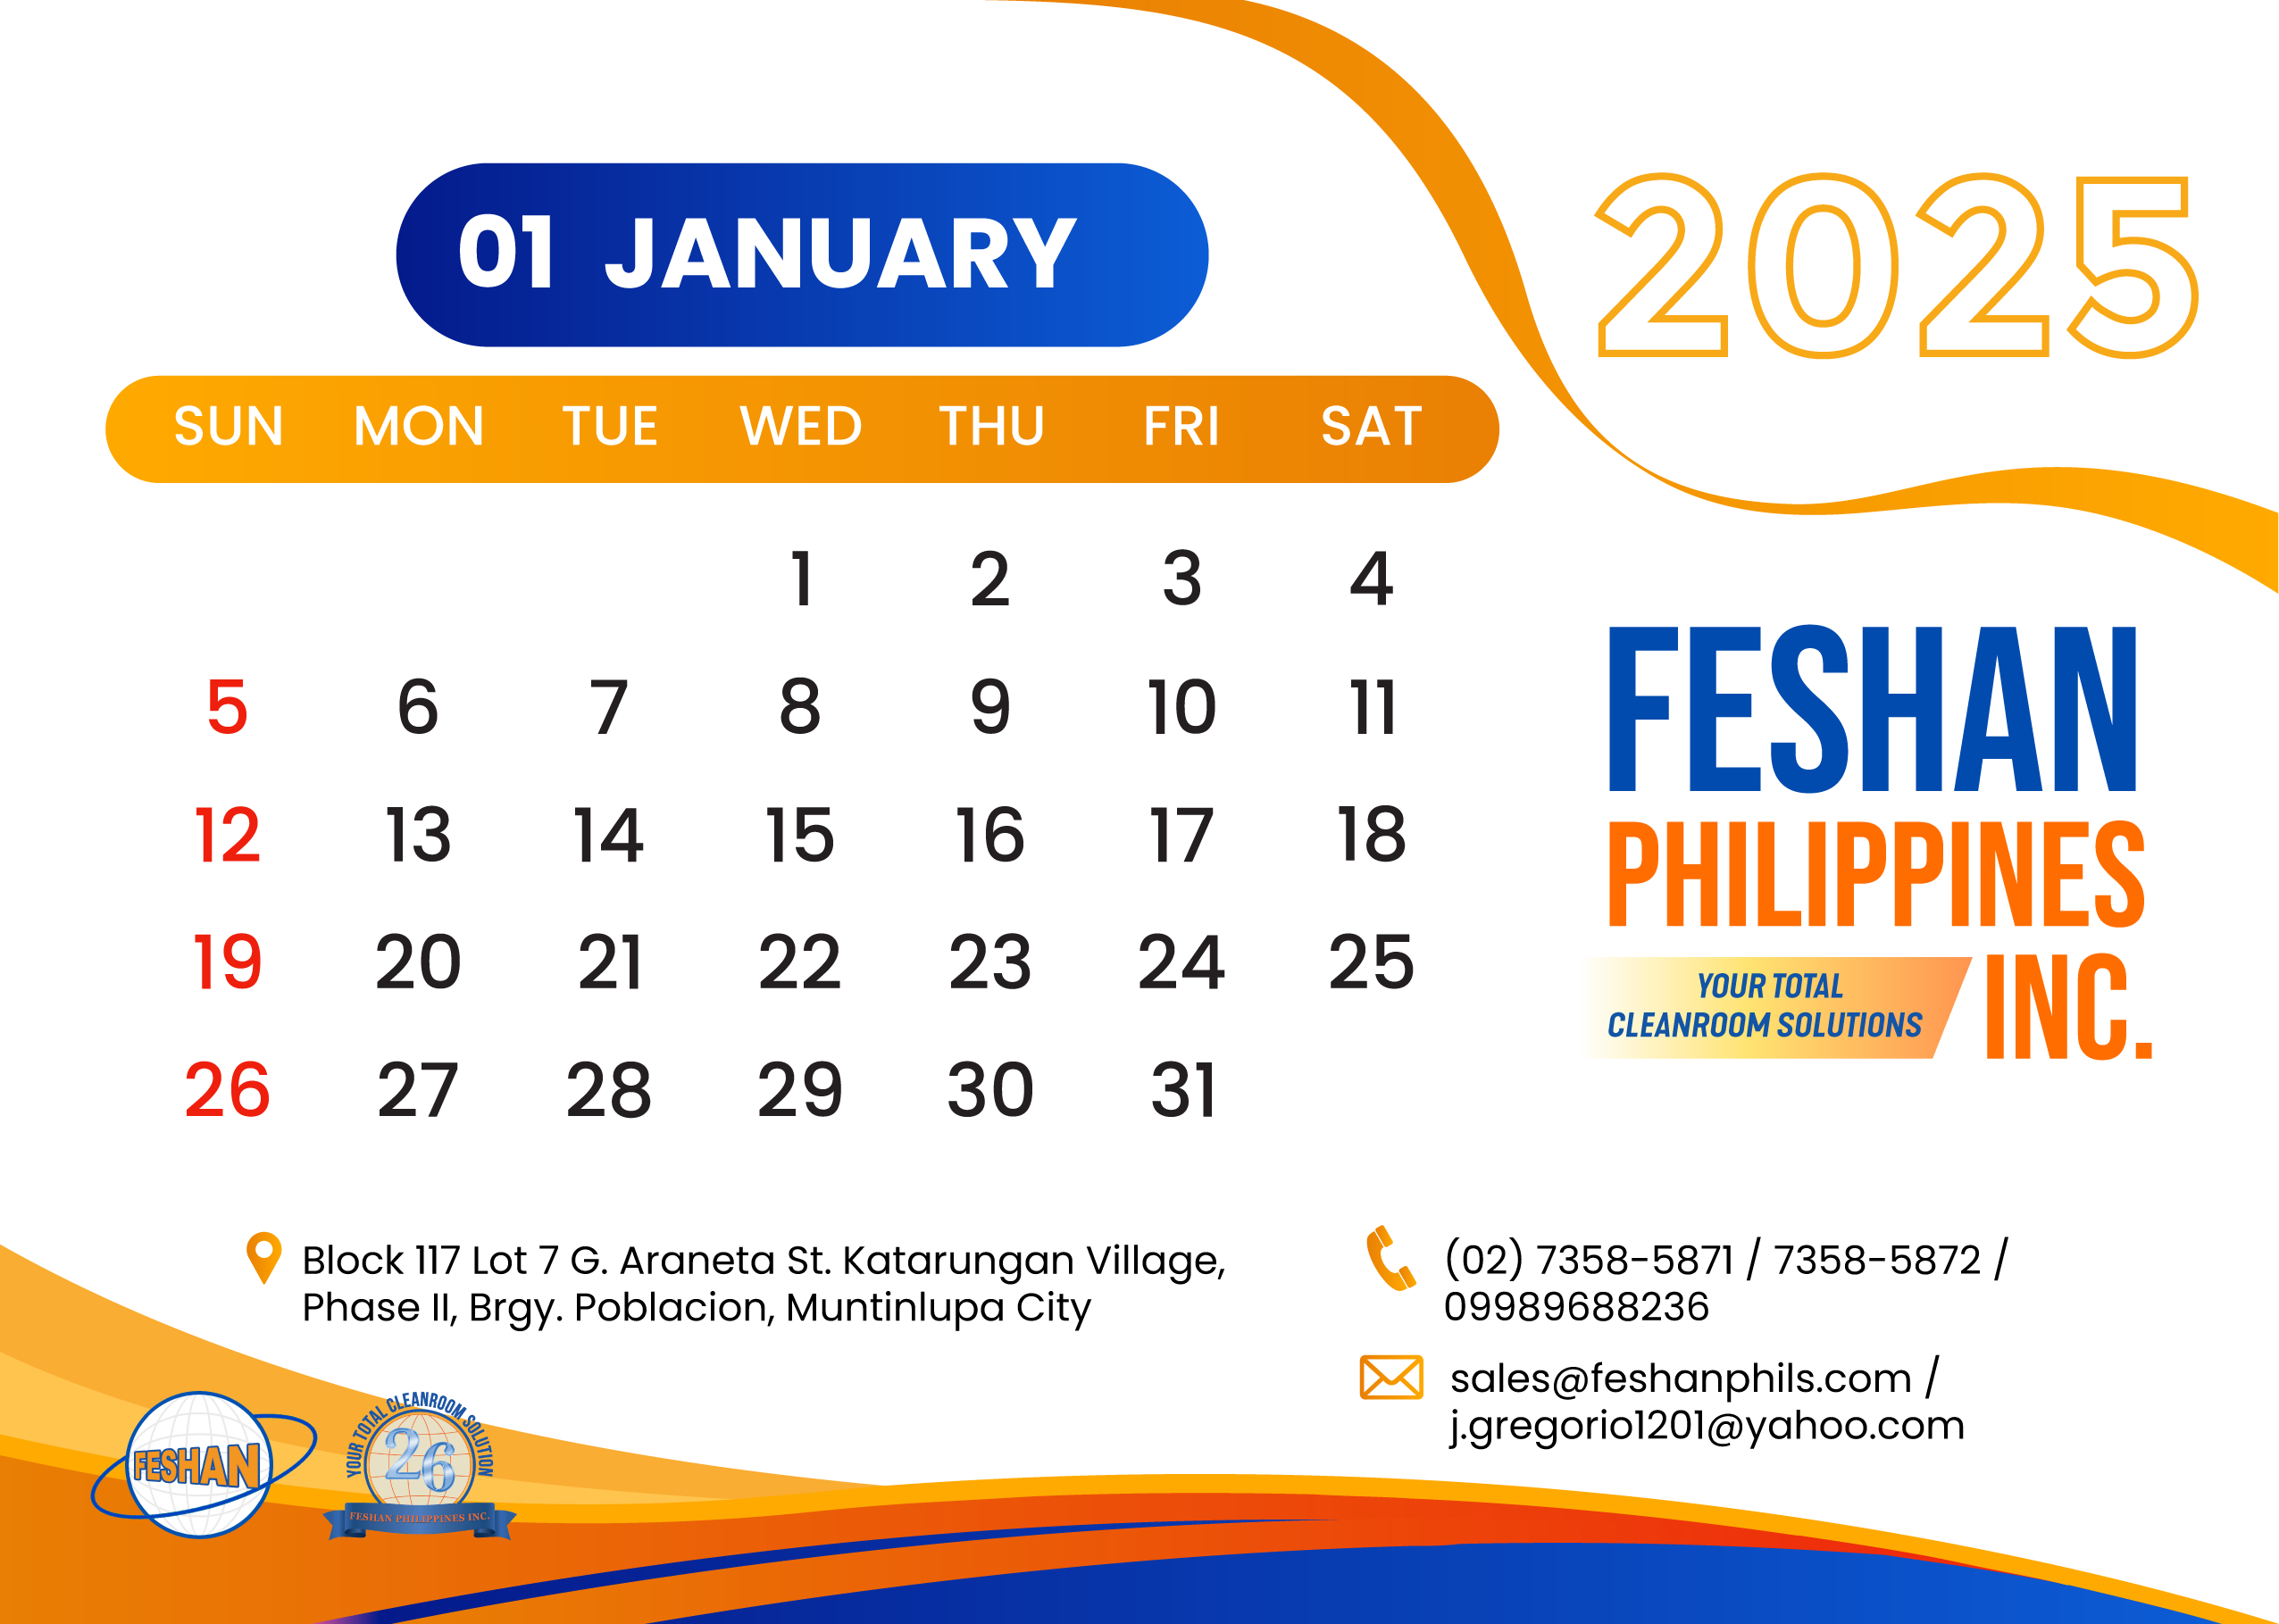 01 JANUARY
2025
SUN MON TUE WED THU FRI SAT
1 2 3 4
5 6 7 8 9 10 11
12 13 14 15 16 17 18
19 20 21 22 23 24 25
26 27 28 29 30 31
FESHAN
PHILIPPINES
INC.
YOUR TOTAL
CLEANROOM SOLUTIONS
Block 117 Lot 7 G. Araneta St. Katarungan Village,
Phase II, Brgy. Poblacion, Muntinlupa City
(02) 7358-5871 / 7358-5872 /
09989688236
sales@feshanphils.com /
j.gregorio1201@yahoo.com
FESHAN
YOUR TOTAL CLEANROOM SOLUTION
26
FESHAN PHILIPPINES INC.